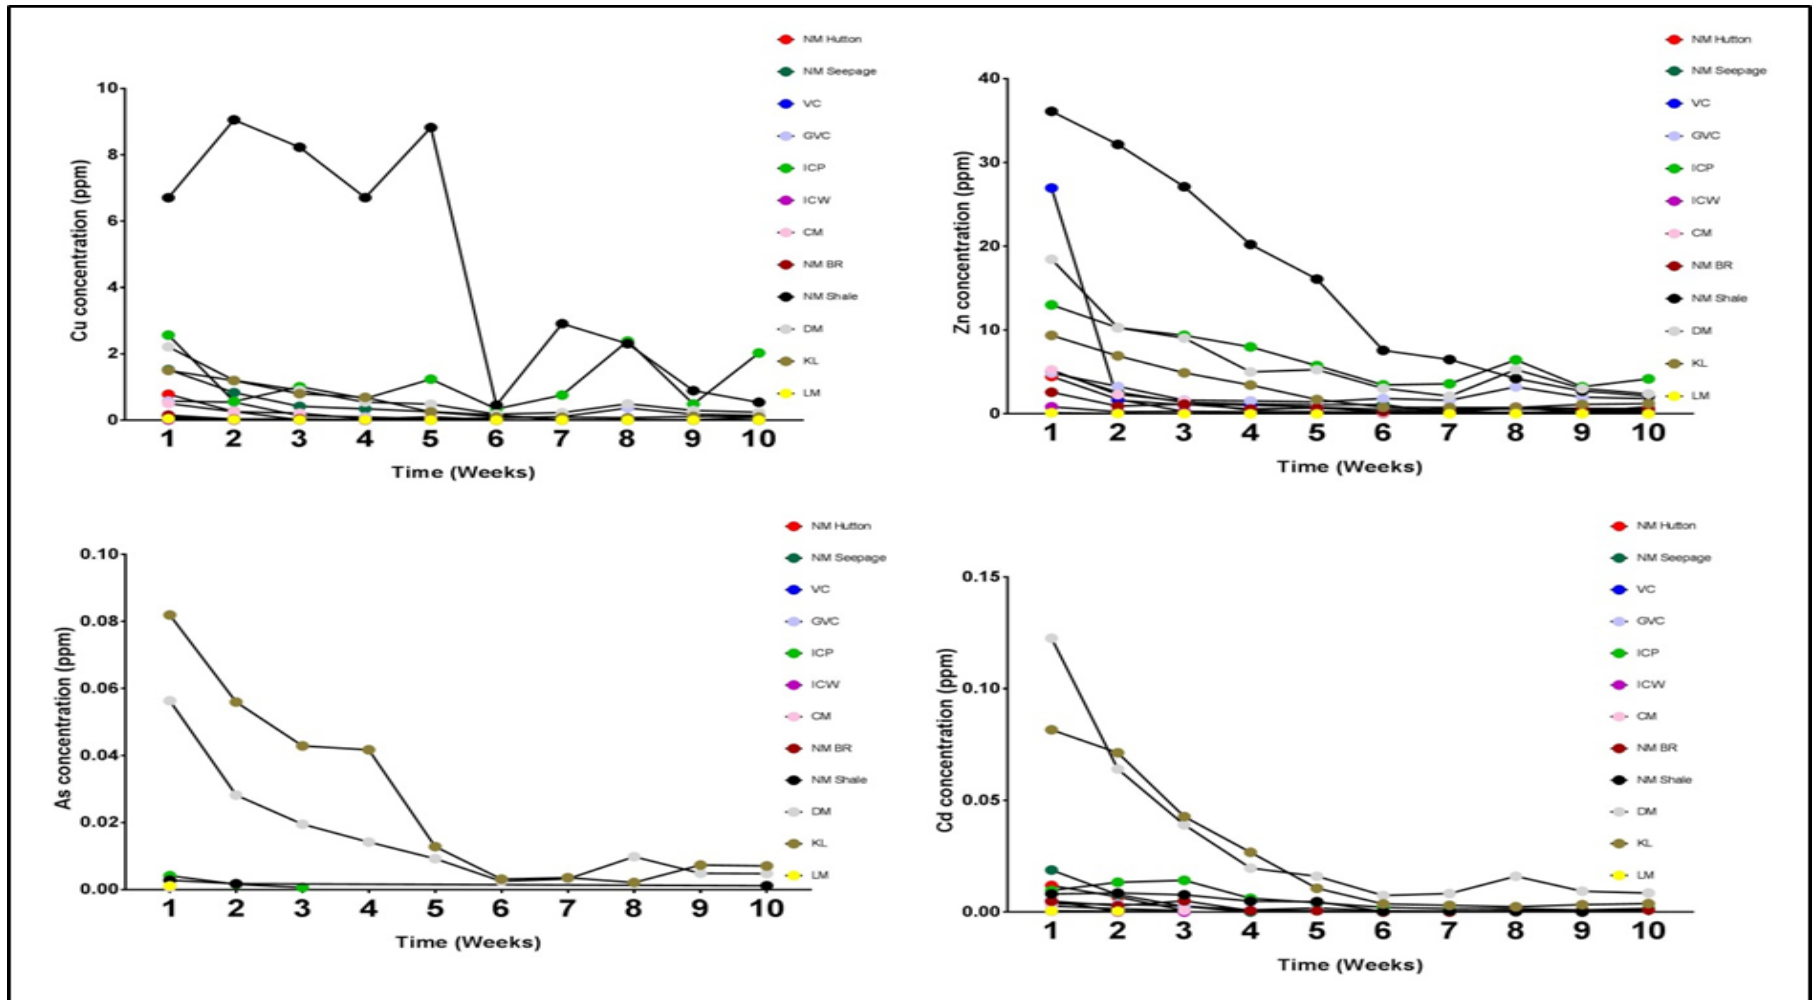 NM Hutton
NM Seepage
VC
GVC
ICP
ICW
CM
NM BR
NM Shale
DM
KL
LM
Cu concentration (ppm)
10
8
6
4
2
0
1 2 3 4 5 6 7 8 9 10
Time (Weeks)
NM Hutton
NM Seepage
VC
GVC
ICP
ICW
CM
NM BR
NM Shale
DM
KL
LM
Zn concentration (ppm)
40
30
20
10
0
1 2 3 4 5 6 7 8 9 10
Time (Weeks)
NM Hutton
NM Seepage
VC
GVC
ICP
ICW
CM
NM BR
NM Shale
DM
KL
LM
As concentration (ppm)
0.10
0.08
0.06
0.04
0.02
0.00
1 2 3 4 5 6 7 8 9 10
Time (Weeks)
NM Hutton
NM Seepage
VC
GVC
ICP
ICW
CM
NM BR
NM Shale
DM
KL
LM
Cd concentration (ppm)
0.15
0.10
0.05
0.00
1 2 3 4 5 6 7 8 9 10
Time (Weeks)